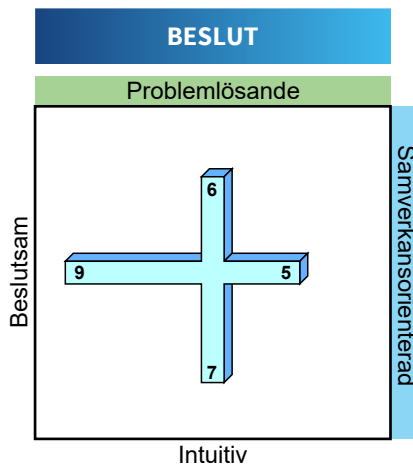 BESLUT
Problemlösande
6
Beslutsam
9
5
Samverkansorienterad
7
Intuitiv